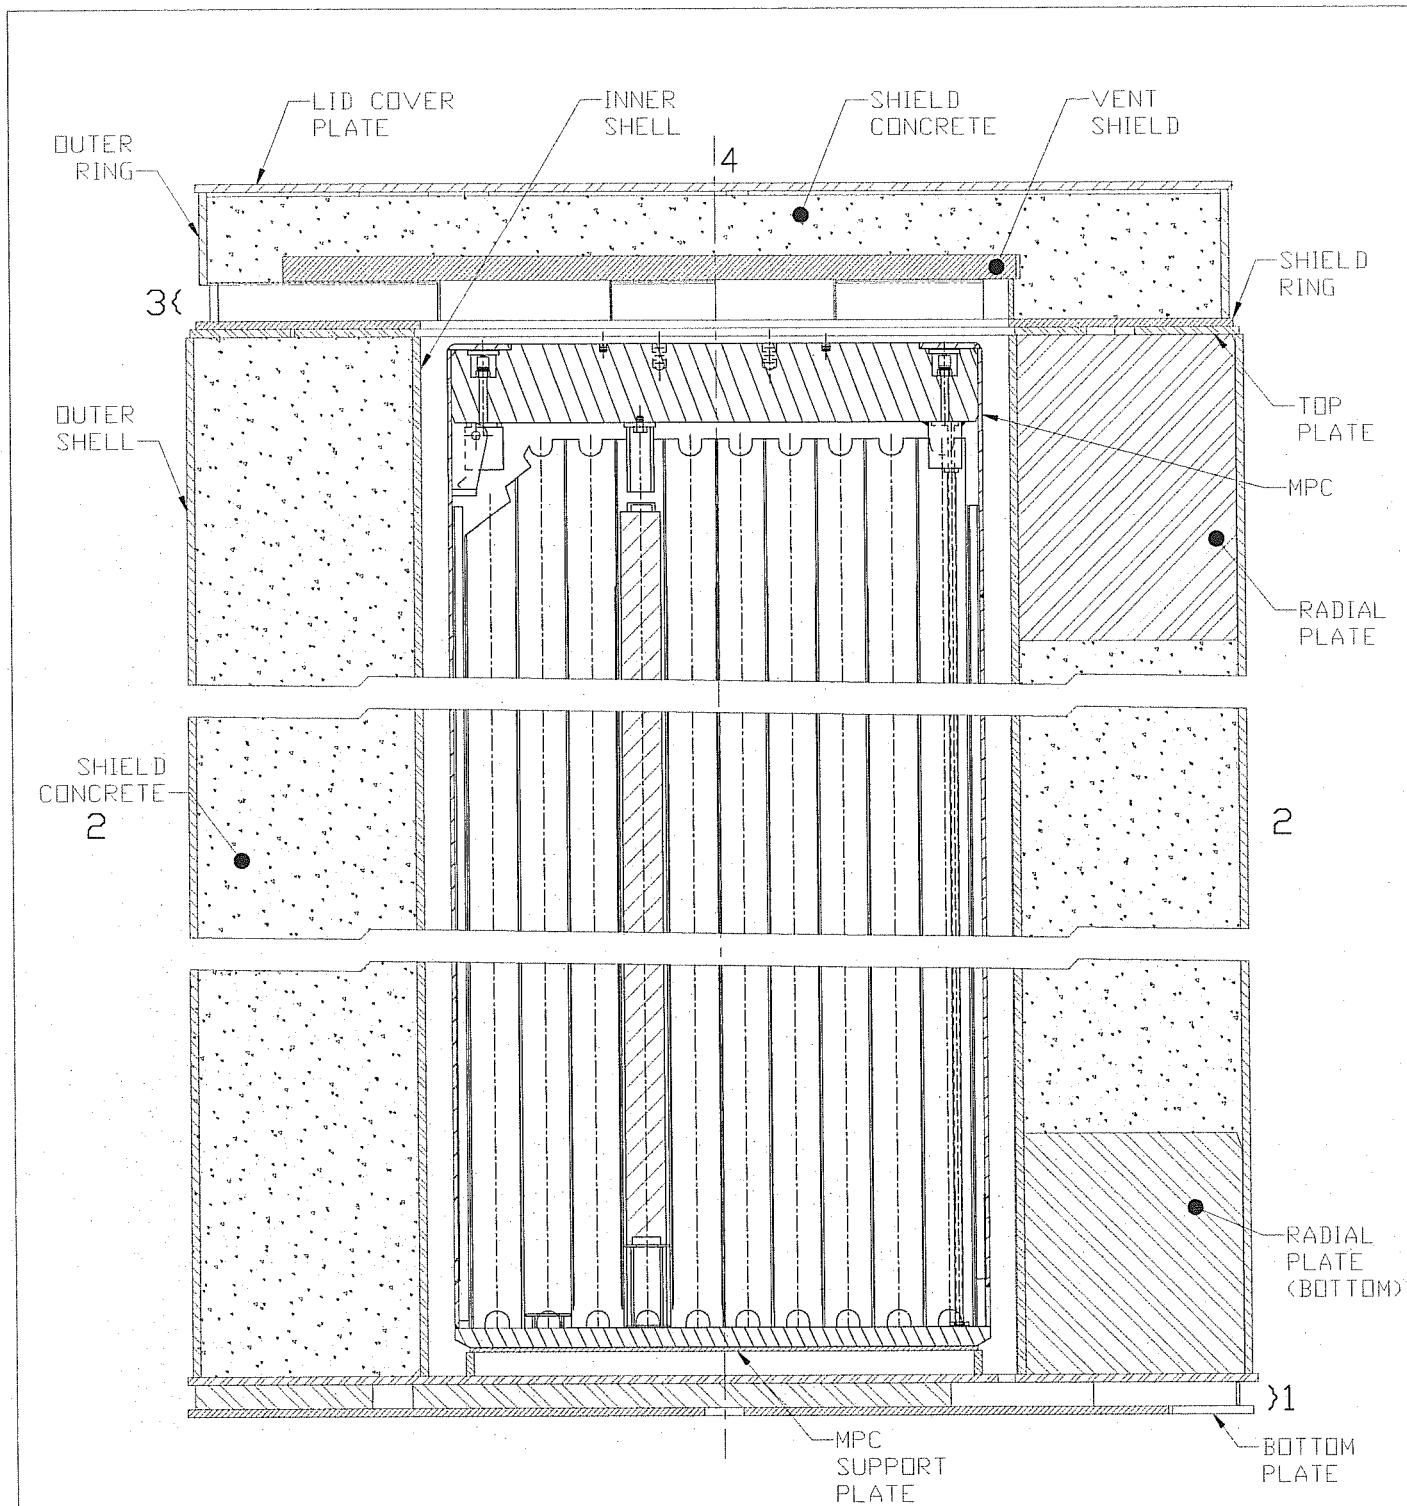 LID COVER
PLATE
INNER
SHELL
SHIELD
CONCRETE
VENT
SHIELD
OUTER
RING
4
SHIELD
RING
3{
OUTER
SHELL
TOP
PLATE
MPC
RADIAL
PLATE
SHIELD
CONCRETE
2
2
RADIAL
PLATE
(BOTTOM)
}1
MPC
SUPPORT
PLATE
BOTTOM
PLATE